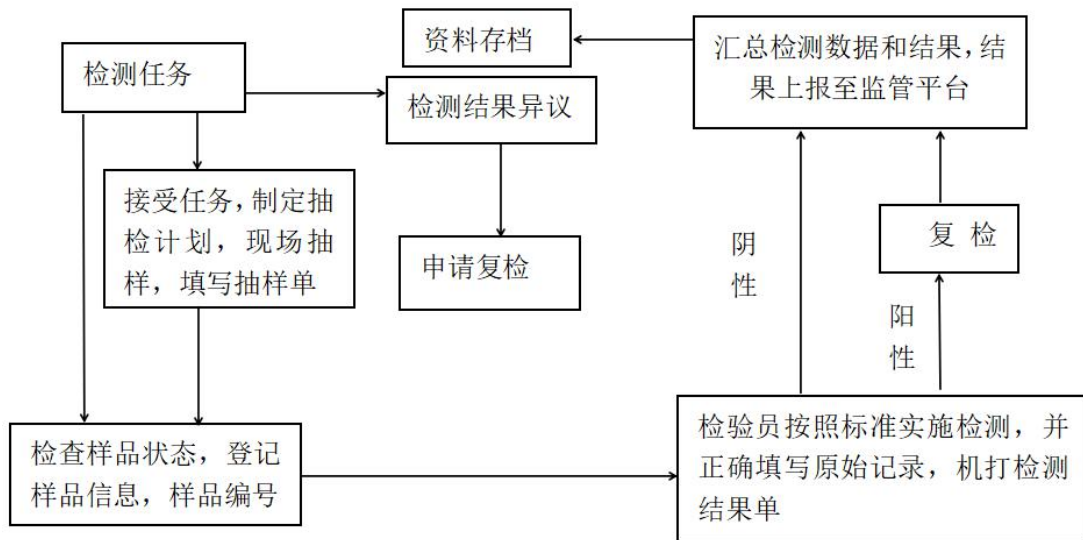 资料存档
汇总检测数据和结果，结
果上报至监管平台
检测任务
检测结果异议
接受任务，制定抽
检计划，现场抽
样，填写抽样单
申请复检
阴
性
复 检
阳
性
检查样品状态，登记
样品信息，样品编号
检验员按照标准实施检测，并
正确填写原始记录，机打检测
结果单